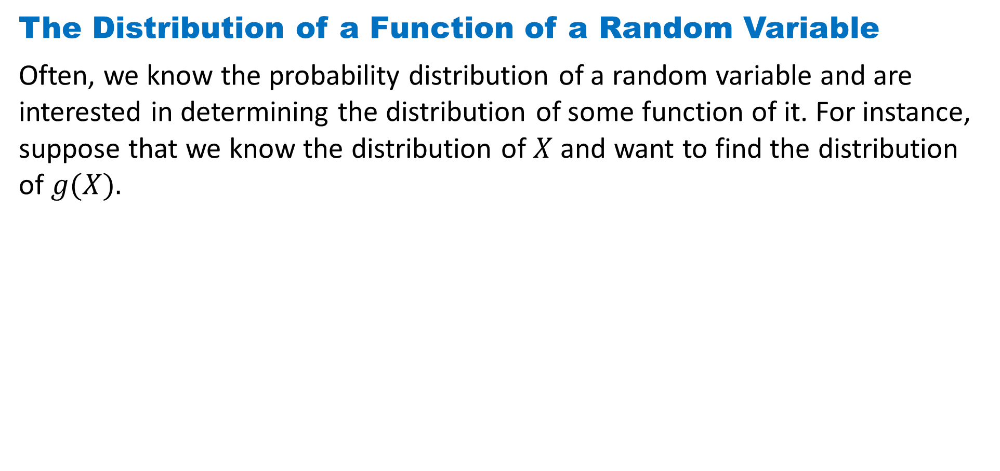 The Distribution of a Function of a Random Variable
Often, we know the probability distribution of a random variable and are
interested in determining the distribution of some function of it. For instance,
suppose that we know the distribution of X and want to find the distribution
of g(X).